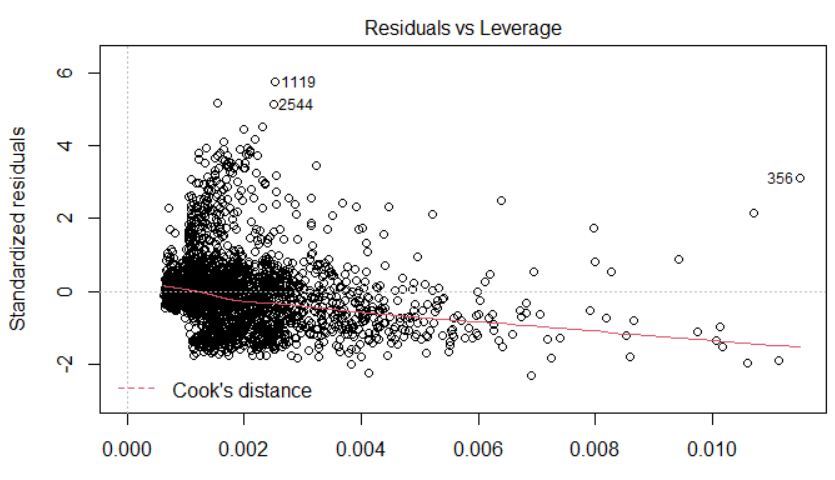 Residuals vs Leverage
Standardized residuals
6
4
2
0
-2
1119
2544
356
Cook's distance
0.000 0.002 0.004 0.006 0.008 0.010